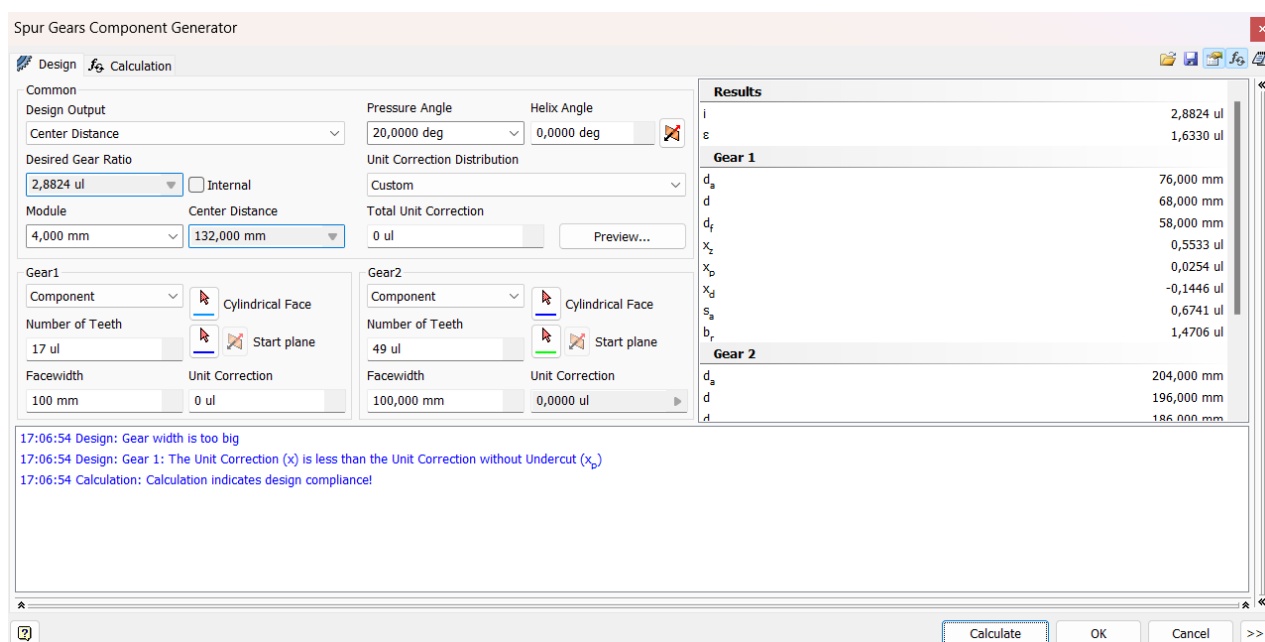 Spur Gears Component Generator
Design
Calculation
Common
Design Output
Center Distance
Pressure Angle
20,0000 deg
Helix Angle
0,0000 deg
Desired Gear Ratio
2,8824 ul
Internal
Unit Correction Distribution
Custom
Module
4,000 mm
Center Distance
132,000 mm
Total Unit Correction
0 ul
Preview...
Gear1
Component
Cylindrical Face
Number of Teeth
17 ul
Start plane
Facewidth
100 mm
Unit Correction
0 ul
Gear2
Component
Cylindrical Face
Number of Teeth
49 ul
Start plane
Facewidth
100,000 mm
Unit Correction
0,0000 ul
Results
i 2,8824 ul
ε 1,6330 ul
Gear 1
da 76,000 mm
d 68,000 mm
df 58,000 mm
xz 0,5533 ul
xp 0,0254 ul
xd -0,1446 ul
sa 0,6741 ul
br 1,4706 ul
Gear 2
da 204,000 mm
d 196,000 mm
d 186,000 mm
17:06:54 Design: Gear width is too big
17:06:54 Design: Gear 1: The Unit Correction (x) is less than the Unit Correction without Undercut (xp)
17:06:54 Calculation: Calculation indicates design compliance!
Calculate
OK
Cancel
>>